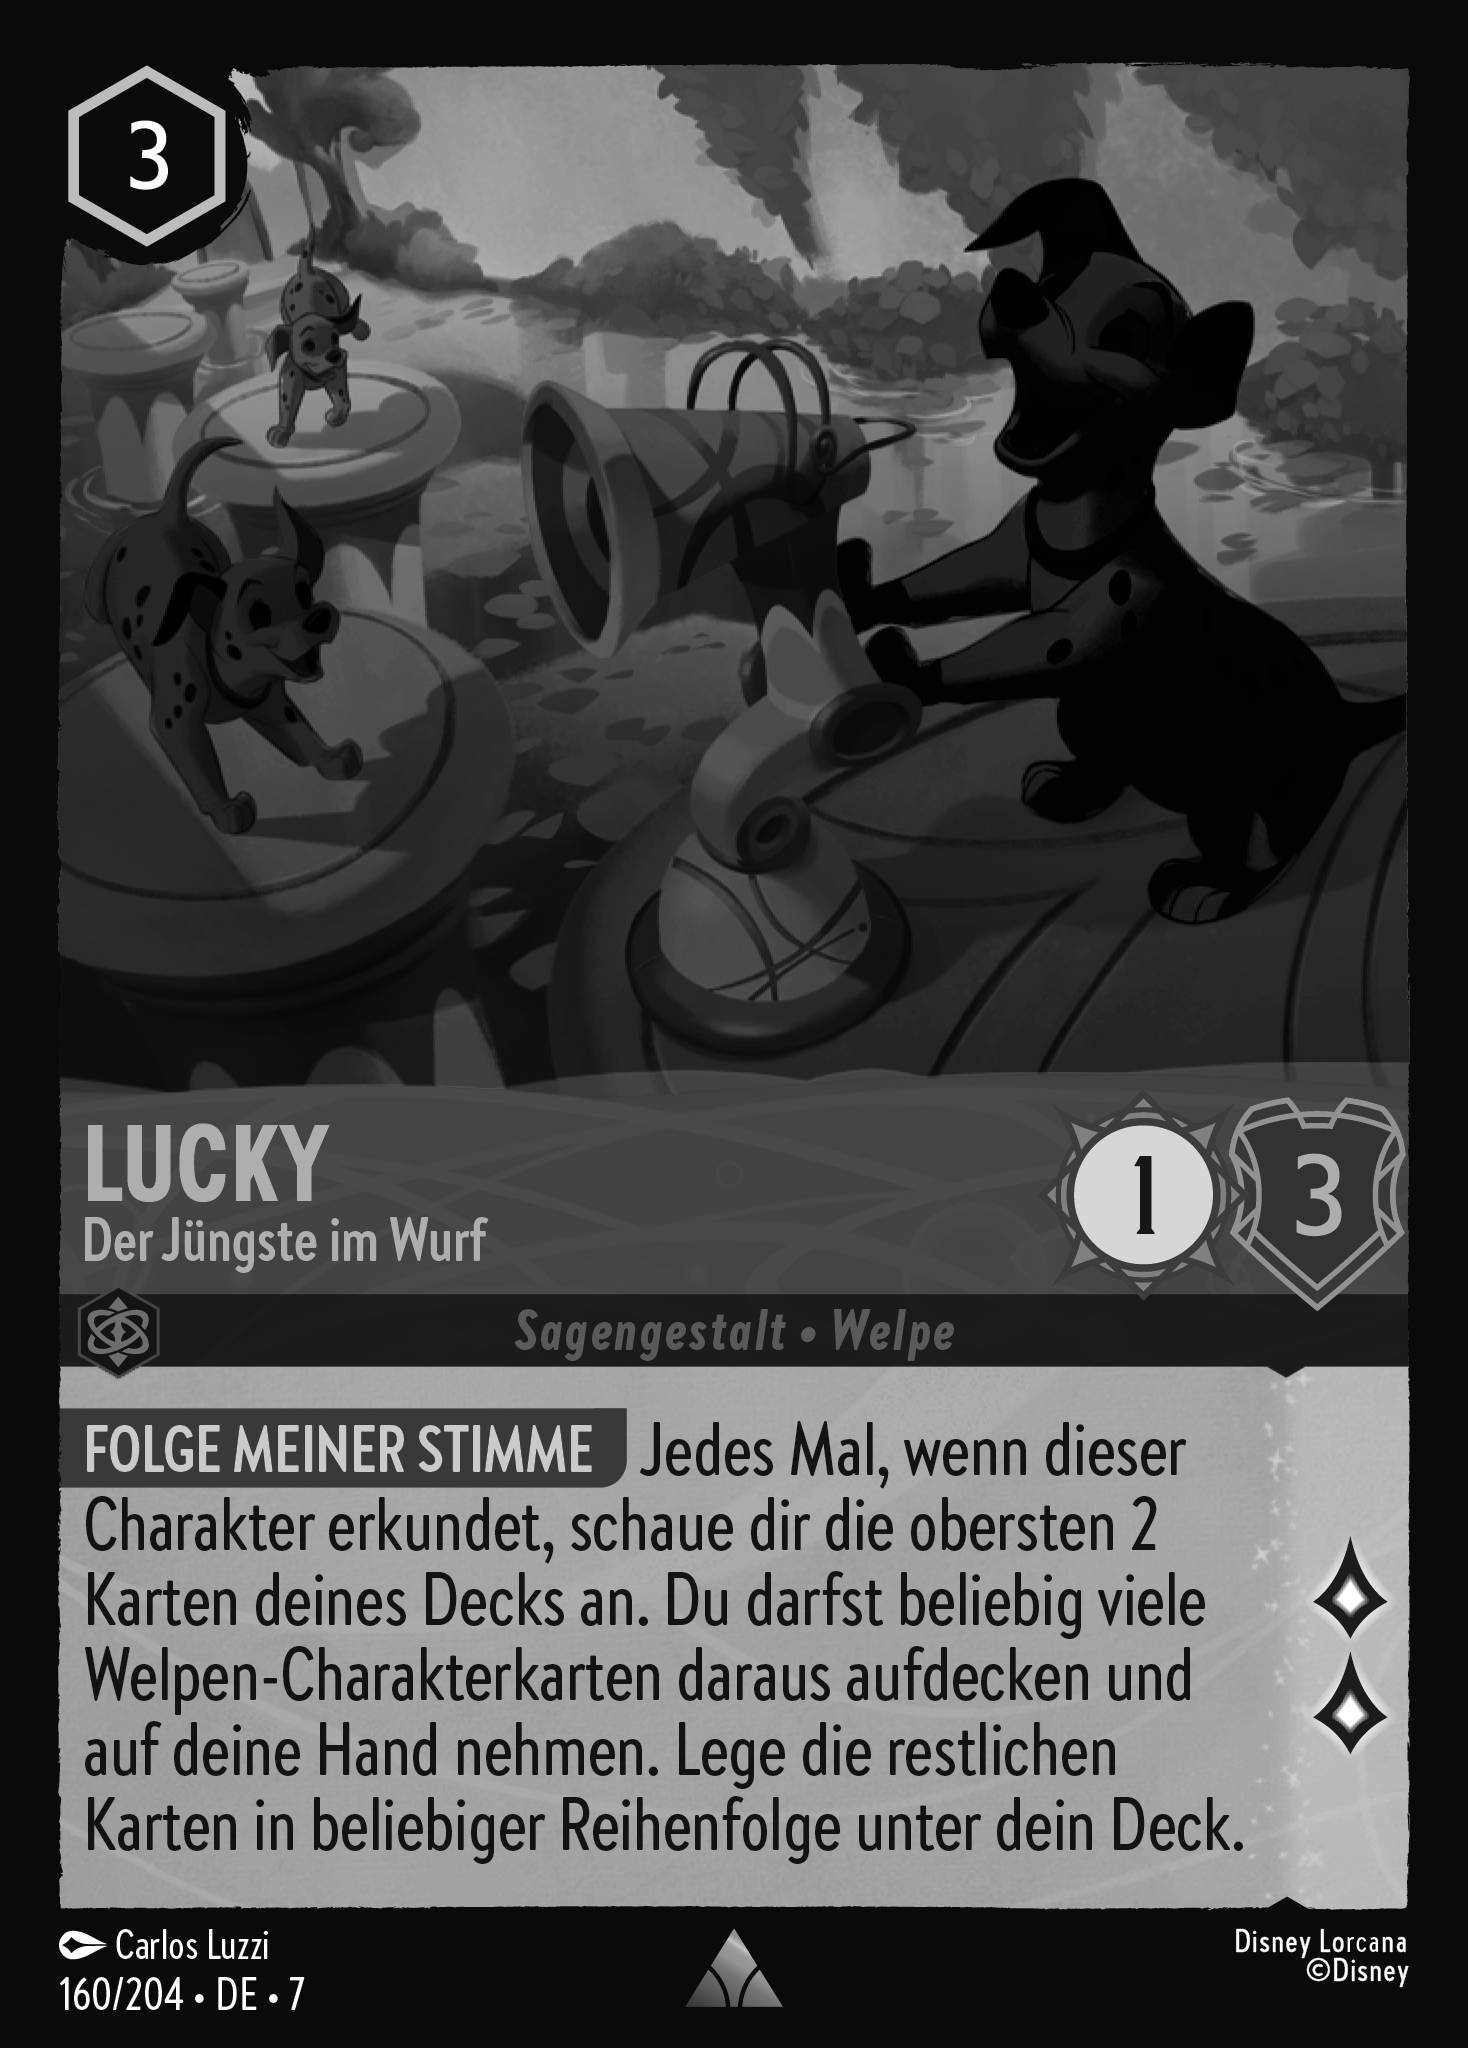 3
LUCKY
Der Jüngste im Wurf
1
3
Sagengestalt • Welpe
FOLGE MEINER STIMME Jedes Mal, wenn dieser
Charakter erkundet, schaue dir die obersten 2
Karten deines Decks an. Du darfst beliebig viele
Welpen-Charakterkarten daraus aufdecken und
auf deine Hand nehmen. Lege die restlichen
Karten in beliebiger Reihenfolge unter dein Deck.
Carlos Luzzi
160/204 • DE • 7
Disney Lorcana
©Disney